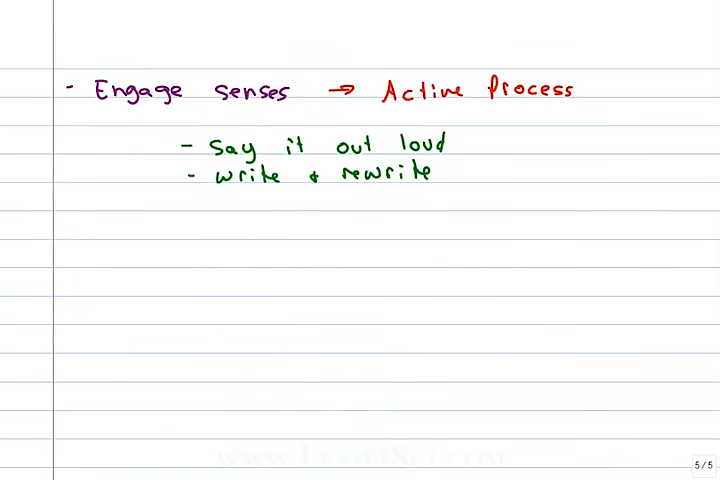 - Engage senses → Active Process
- Say it out loud
- write & rewrite
5/5